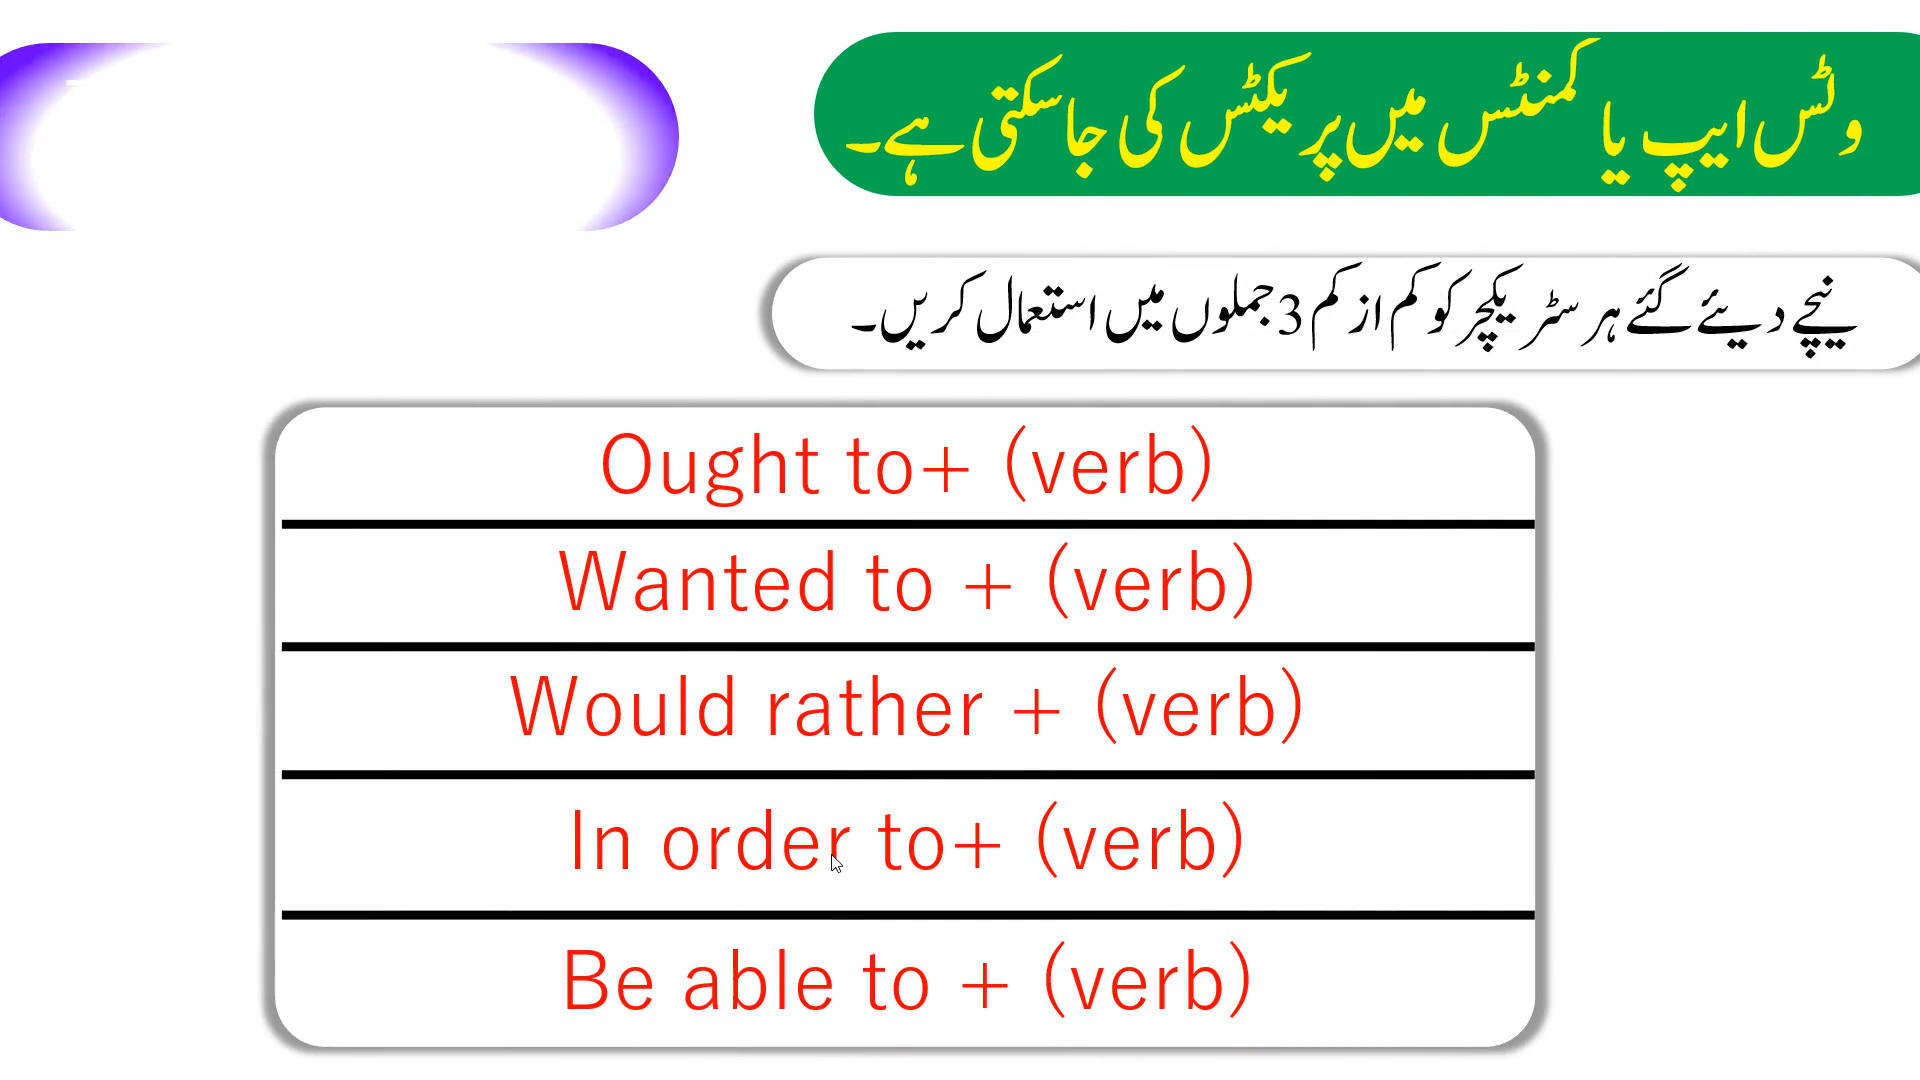 وٹس ایپ یا کمنٹس میں پریکٹس کی جاسکتی ہے۔
نیچے دیئے گئے ہر سٹریکچر کو کم از کم 3 جملوں میں استعمال کریں۔
Ought to+ (verb)
Wanted to + (verb)
Would rather + (verb)
In order to+ (verb)
Be able to + (verb)